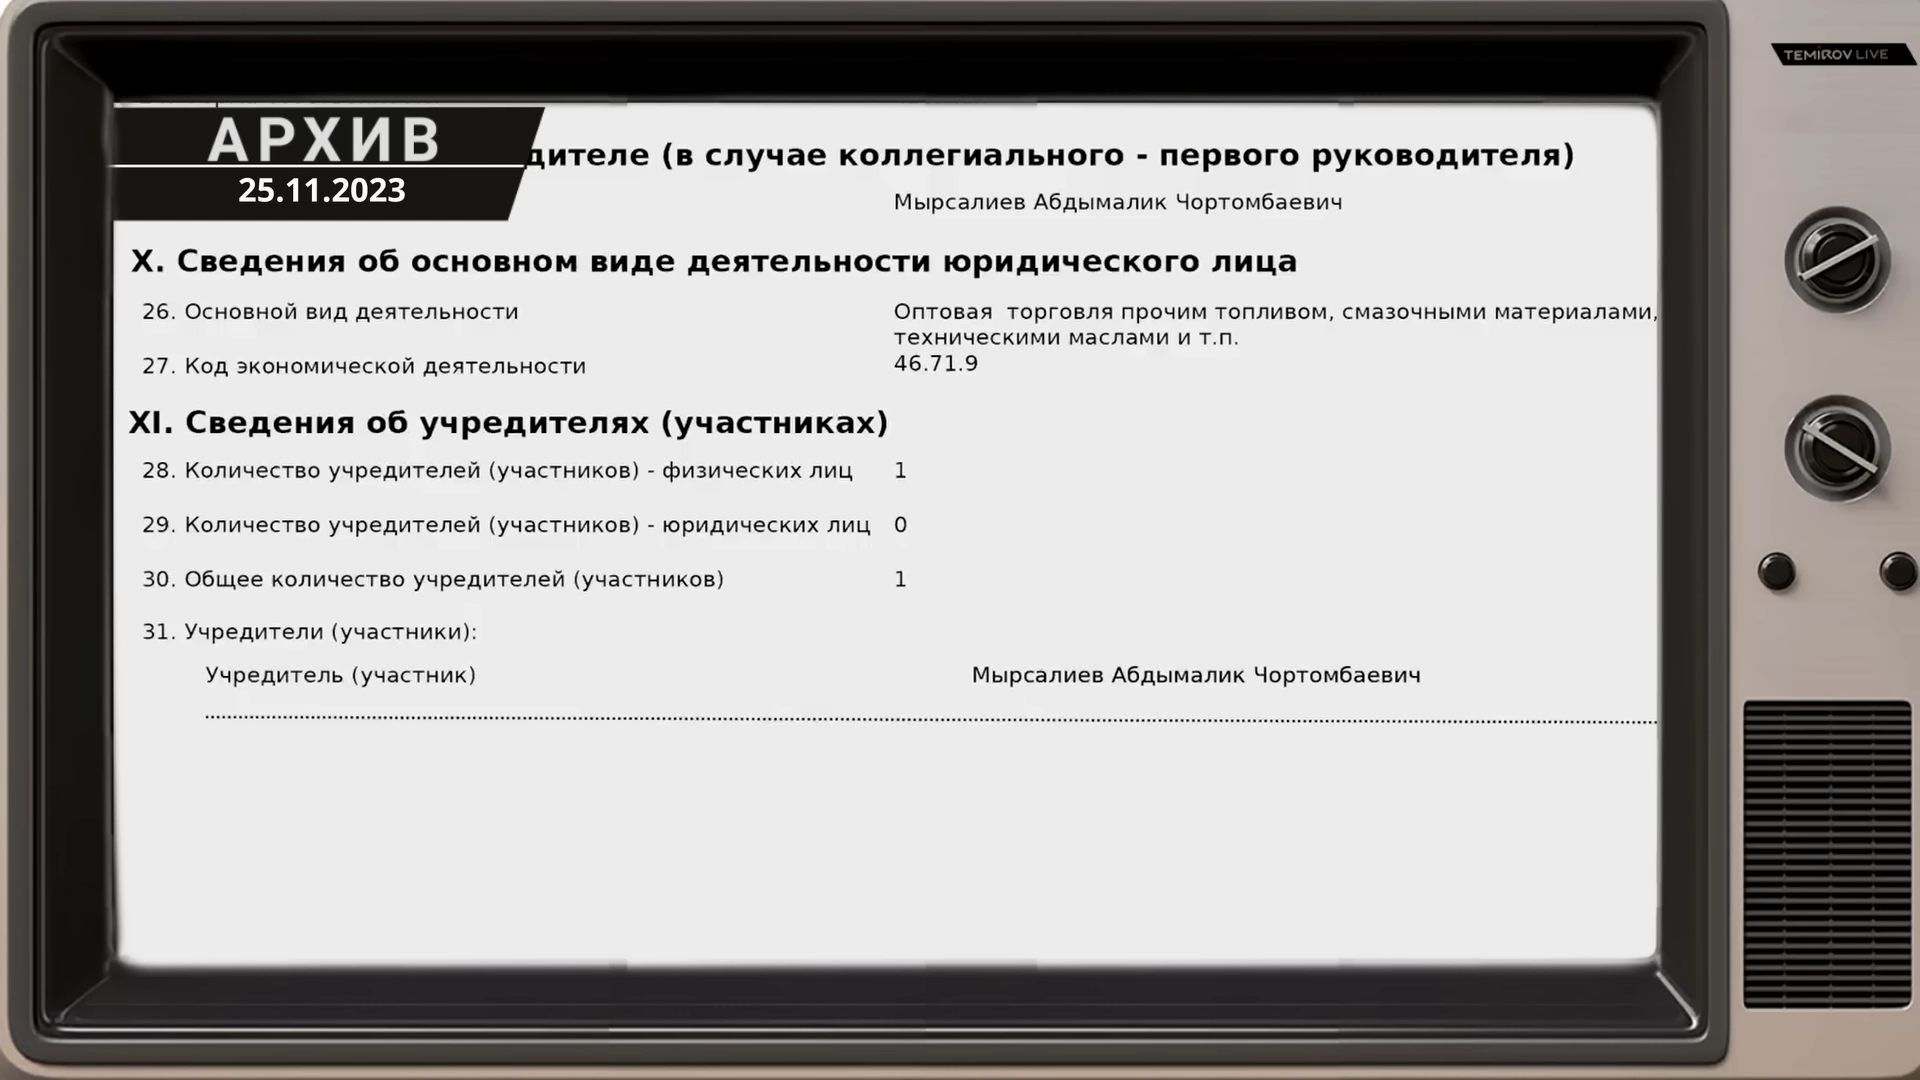 АРХИВ
25.11.2023
дителе (в случае коллегиального - первого руководителя)
Мырсалиев Абдымалик Чортомбаевич
X. Сведения об основном виде деятельности юридического лица
26. Основной вид деятельности
Оптовая торговля прочим топливом, смазочными материалами,
техническими маслами и т.п.
27. Код экономической деятельности
46.71.9
XI. Сведения об учредителях (участниках)
28. Количество учредителей (участников) - физических лиц 1
29. Количество учредителей (участников) - юридических лиц 0
30. Общее количество учредителей (участников) 1
31. Учредители (участники):
Учредитель (участник) Мырсалиев Абдымалик Чортомбаевич
TEMIROV LIVE